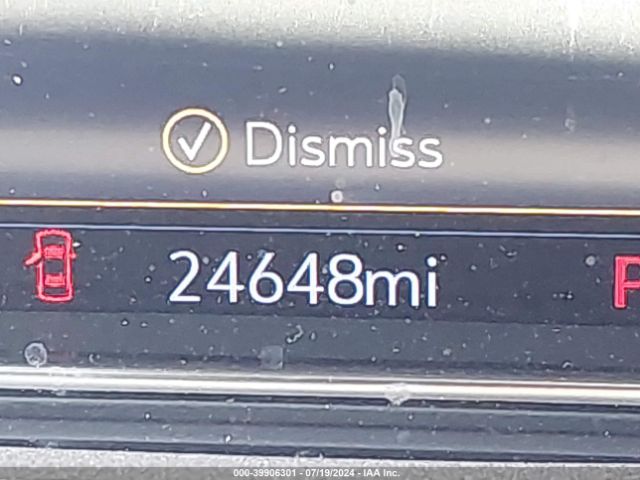 Dismiss
24648mi
P
000-39906301 - 07/19/2024 - IAA Inc.